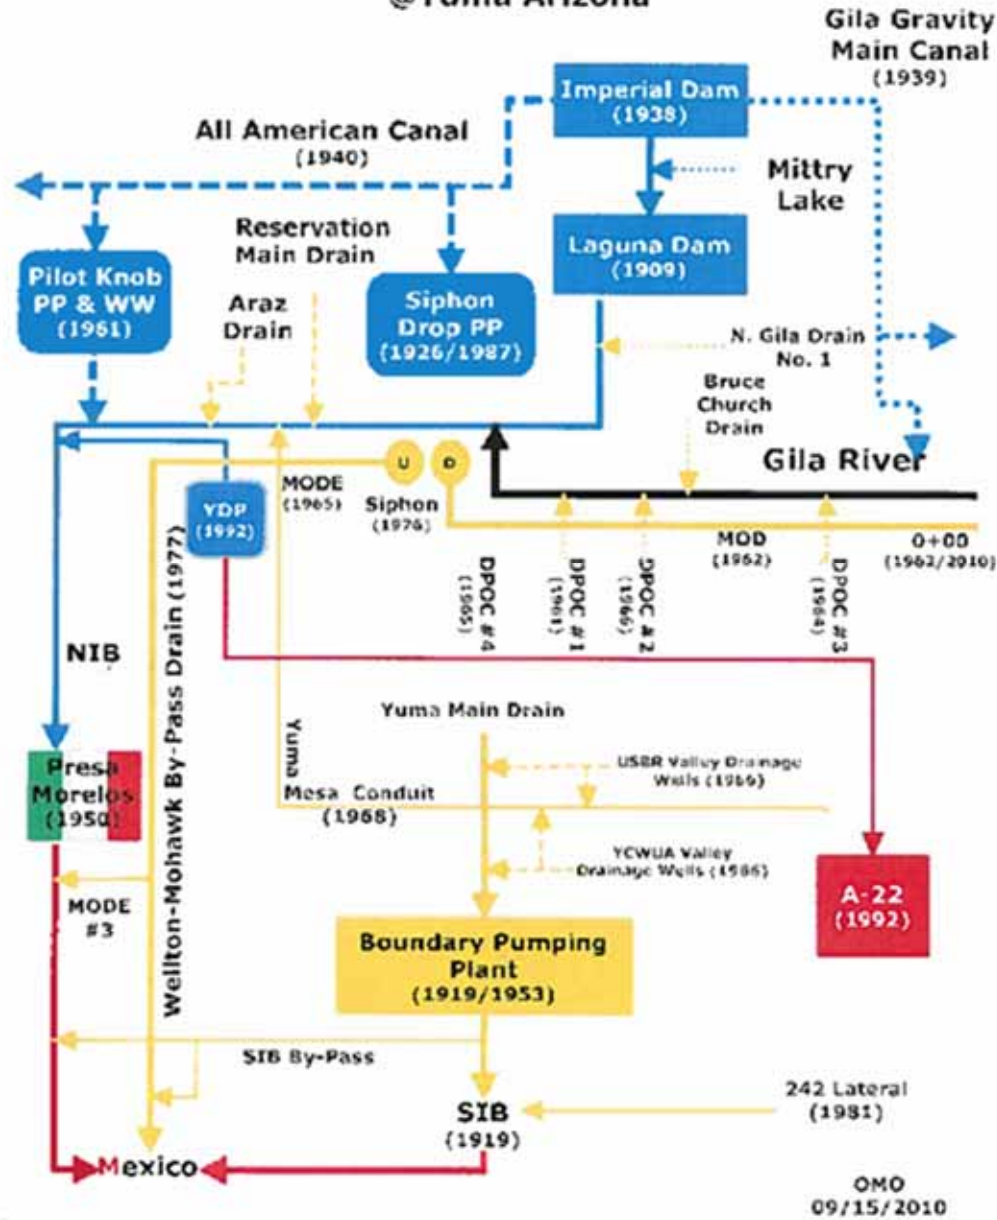 @Yuma Arizona
Gila Gravity
Main Canal
(1939)
Imperial Dam
(1938)
All American Canal
(1940)
Mittry
Lake
Reservation
Main Drain
Laguna Dam
(1909)
Pilot Knob
PP & WW
(1961)
Araz
Drain
Siphon
Drop PP
(1926/1987)
N. Gila Drain
No. 1
Bruce
Church
Drain
Gila River
U
D
MODE
(1965)
Siphon
(1976)
YDP
(1992)
MOD
(1962)
0+00
(1962/2010)
DPOC #4
(1965)
DPOC #1
(1961)
DPOC #2
(1966)
DPOC #3
(1964)
Wellton-Mohawk By-Pass Drain (1977)
NIB
Yuma Main Drain
Presa
Morelos
(1950)
Yuma
Mesa Conduit
(1968)
USBR Valley Drainage
Wells (1966)
YCWUA Valley
Drainage Wells (1986)
A-22
(1992)
MODE
#3
Boundary Pumping
Plant
(1919/1953)
SIB By-Pass
SIB
(1919)
242 Lateral
(1981)
Mexico
OMO
09/15/2010